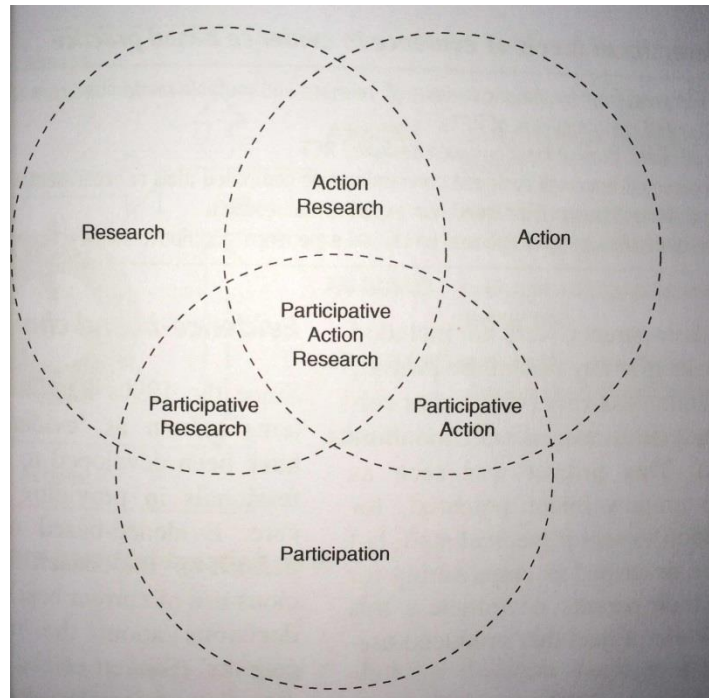 Action
Research
Research
Action
Participative
Action
Research
Participative
Research
Participative
Action
Participation